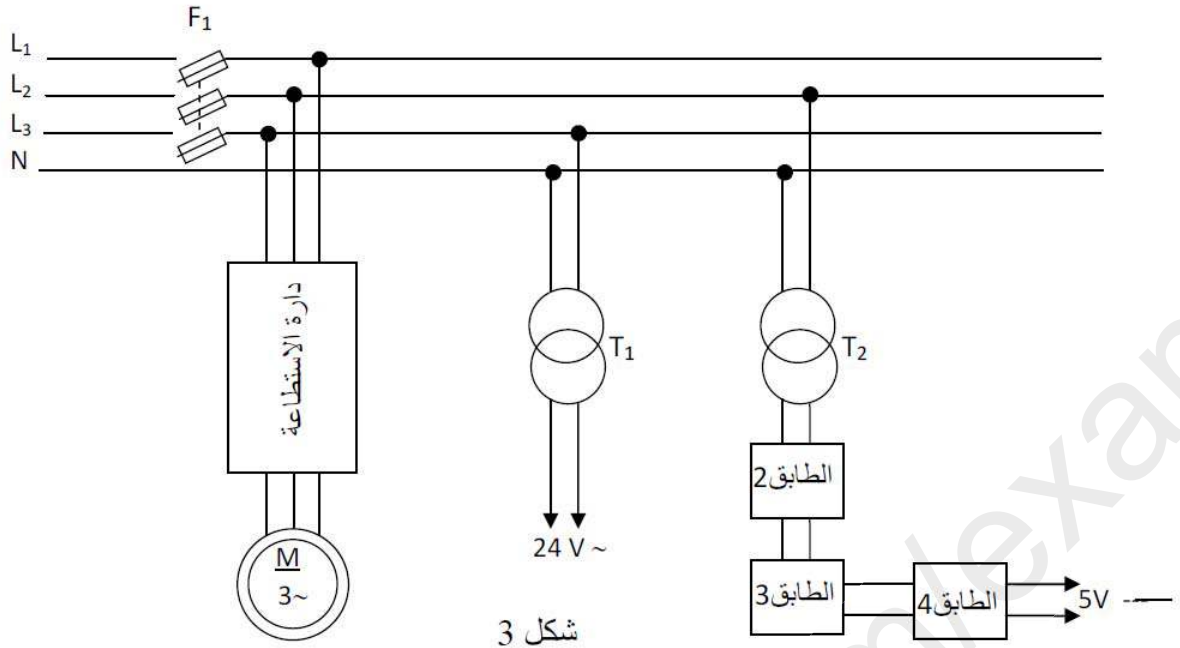 F1
L1
L2
L3
N
دارة الاستطاعة
T1
T2
الطابق2
M
3~
24 V ~
الطابق3
الطابق4
5V
شكل 3